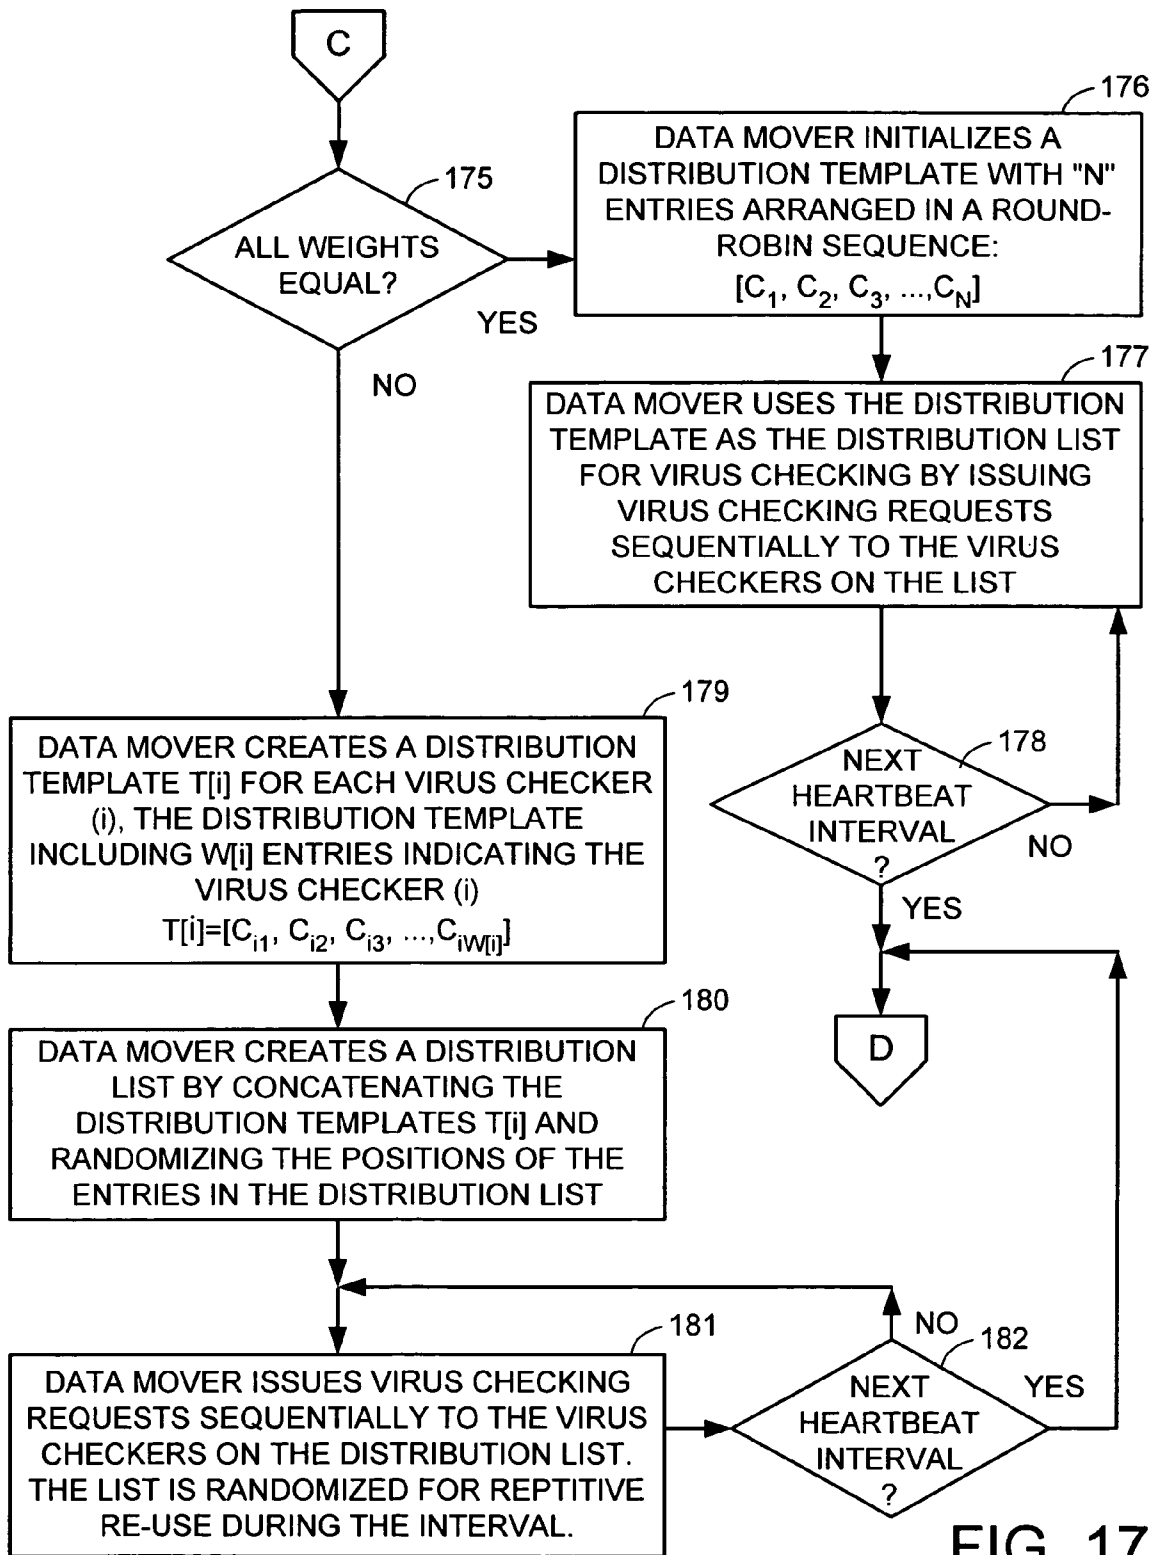 C
176
DATA MOVER INITIALIZES A
DISTRIBUTION TEMPLATE WITH "N"
ENTRIES ARRANGED IN A ROUND-
ROBIN SEQUENCE:
[C1, C2, C3, ...,CN]
175
ALL WEIGHTS
EQUAL?
YES
NO
177
DATA MOVER USES THE DISTRIBUTION
TEMPLATE AS THE DISTRIBUTION LIST
FOR VIRUS CHECKING BY ISSUING
VIRUS CHECKING REQUESTS
SEQUENTIALLY TO THE VIRUS
CHECKERS ON THE LIST
178
NEXT
HEARTBEAT
INTERVAL
?
NO
YES
D
179
DATA MOVER CREATES A DISTRIBUTION
TEMPLATE T[i] FOR EACH VIRUS CHECKER
(i), THE DISTRIBUTION TEMPLATE
INCLUDING W[i] ENTRIES INDICATING THE
VIRUS CHECKER (i)
T[i]=[Ci1, Ci2, Ci3, ...,CiW[i]]
180
DATA MOVER CREATES A DISTRIBUTION
LIST BY CONCATENATING THE
DISTRIBUTION TEMPLATES T[i] AND
RANDOMIZING THE POSITIONS OF THE
ENTRIES IN THE DISTRIBUTION LIST
181
DATA MOVER ISSUES VIRUS CHECKING
REQUESTS SEQUENTIALLY TO THE VIRUS
CHECKERS ON THE DISTRIBUTION LIST.
THE LIST IS RANDOMIZED FOR REPTITIVE
RE-USE DURING THE INTERVAL.
NO
182
NEXT
HEARTBEAT
INTERVAL
?
YES
FIG. 17